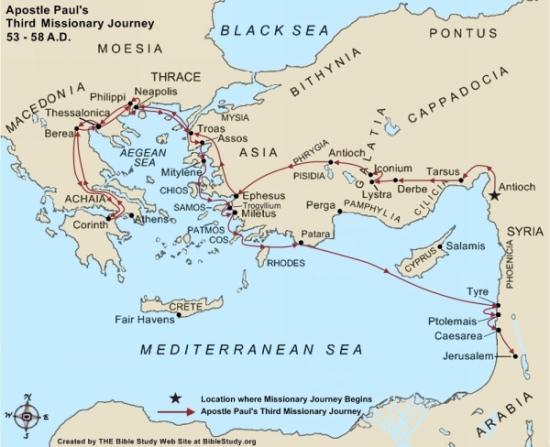 Apostle Paul's
Third Missionary Journey
53 - 58 A.D.
BLACK SEA
MOESIA
PONTUS
THRACE
BITHYNIA
CAPPADOCIA
MACEDONIA
Philippi
Neapolis
Thessalonica
MYSIA
Berea
Troas
Assos
GALATIA
AEGEAN
SEA
ASIA
PHRYGIA
Antioch
Mitylene
PISIDIA
Iconium
Tarsus
CHIOS
Lystra
Derbe
CILICIA
Antioch
ACHAIA
Ephesus
SAMOS
Trogyllium
Miletus
Perga
PAMPHYLIA
Corinth
Athens
PATMOS
COS
Patara
SYRIA
Salamis
CYPRUS
RHODES
PHOENICIA
Tyre
CRETE
Fair Havens
Ptolemais
Caesarea
MEDITERRANEAN SEA
Jerusalem
ARABIA
Location where Missionary Journey Begins
Apostle Paul's Third Missionary Journey
Created by THE Bible Study Web Site at BibleStudy.org